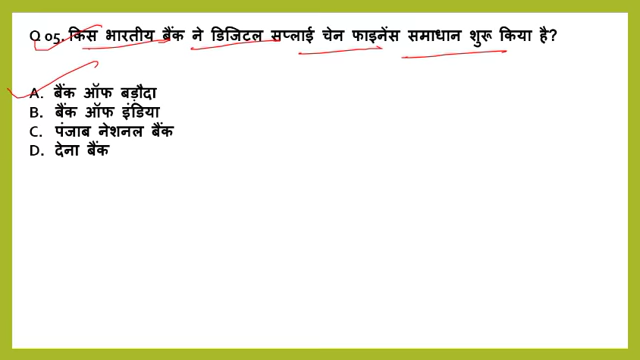 Q 05. किस भारतीय बैंक ने डिजिटल सप्लाई चेन फाइनेंस समाधान शुरू किया है?
A. बैंक ऑफ बड़ौदा
B. बैंक ऑफ इंडिया
C. पंजाब नेशनल बैंक
D. देना बैंक